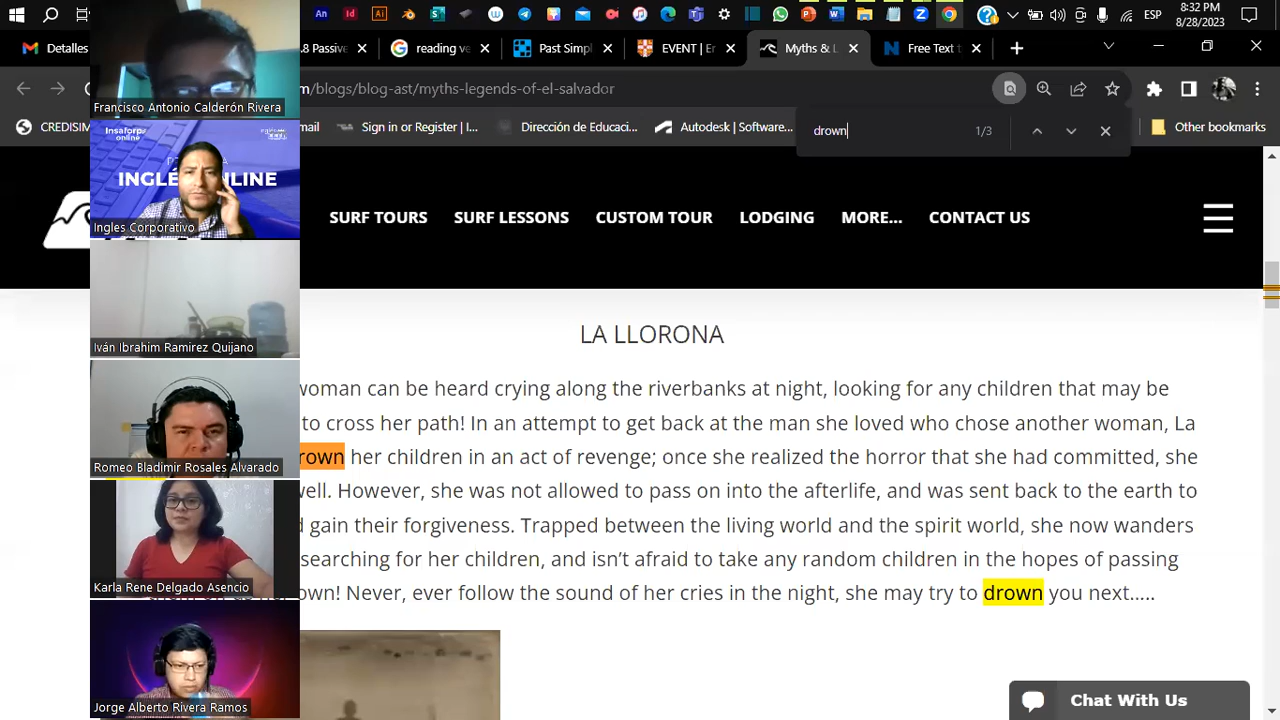 ESP
8:32 PM
8/28/2023
Detalles
8 Passive
reading ve
Past Simpl
EVENT | Er
Myths & L
Free Text t
m/blogs/blog-ast/myths-legends-of-el-salvador
CREDISIM
mail
Sign in or Register | I...
Dirección de Educaci...
Autodesk | Software...
Other bookmarks
drown
1/3
SURF TOURS
SURF LESSONS
CUSTOM TOUR
LODGING
MORE...
CONTACT US
Francisco Antonio Calderón Rivera
Insaforp
online
INGLÉ
NLINE
Ingles Corporativo
Iván Ibrahim Ramirez Quijano
Romeo Bladimir Rosales Alvarado
Karla Rene Delgado Asencio
Jorge Alberto Rivera Ramos
LA LLORONA
woman can be heard crying along the riverbanks at night, looking for any children that may be
to cross her path! In an attempt to get back at the man she loved who chose another woman, La
rown her children in an act of revenge; once she realized the horror that she had committed, she
well. However, she was not allowed to pass on into the afterlife, and was sent back to the earth to
d gain their forgiveness. Trapped between the living world and the spirit world, she now wanders
searching for her children, and isn't afraid to take any random children in the hopes of passing
own! Never, ever follow the sound of her cries in the night, she may try to drown you next.....
Chat With Us